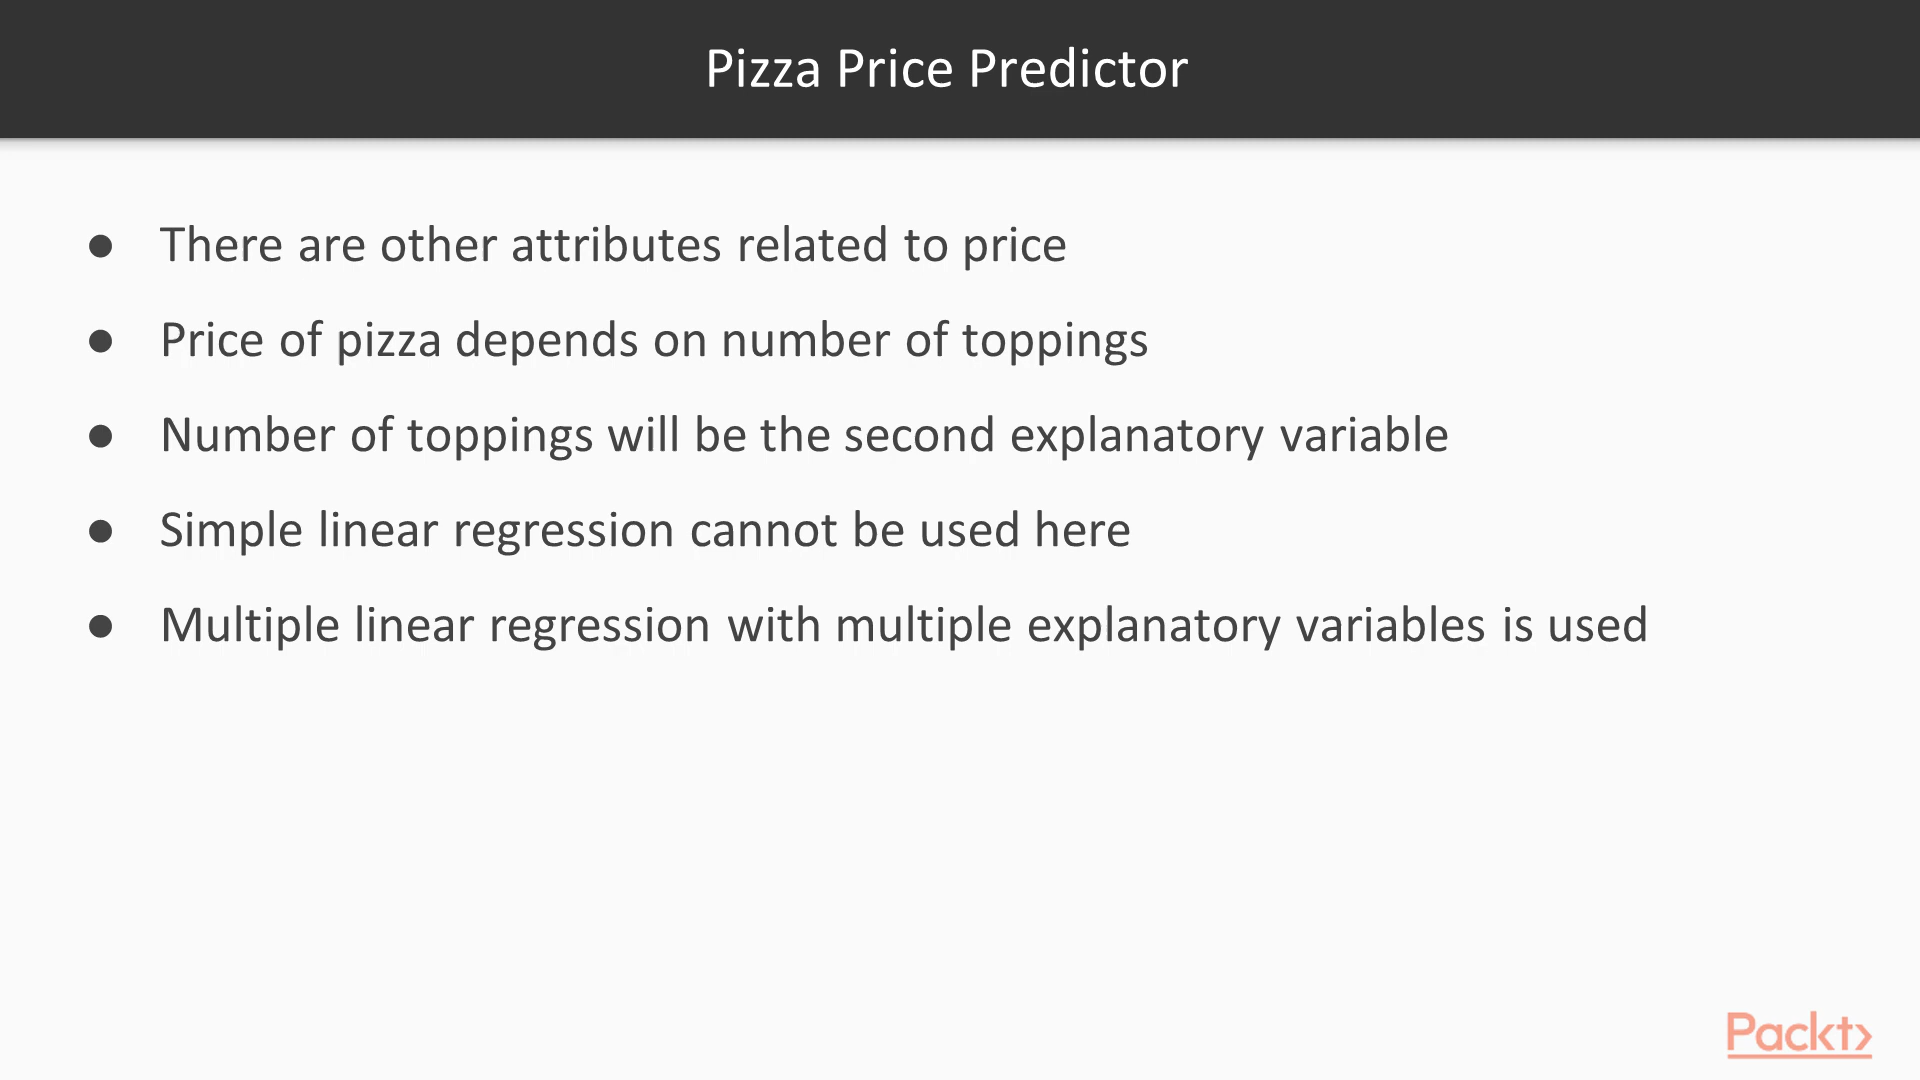 Pizza Price Predictor
● There are other attributes related to price
● Price of pizza depends on number of toppings
● Number of toppings will be the second explanatory variable
● Simple linear regression cannot be used here
● Multiple linear regression with multiple explanatory variables is used
Packt>